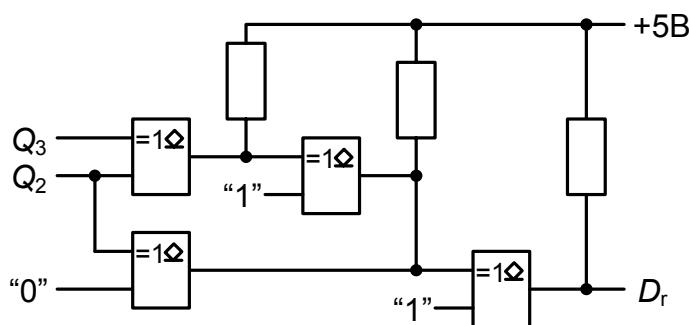 +5В
Q3
=1◇
Q2
=1◇
“1”
=1◇
“0”
=1◇
“1”
Dr